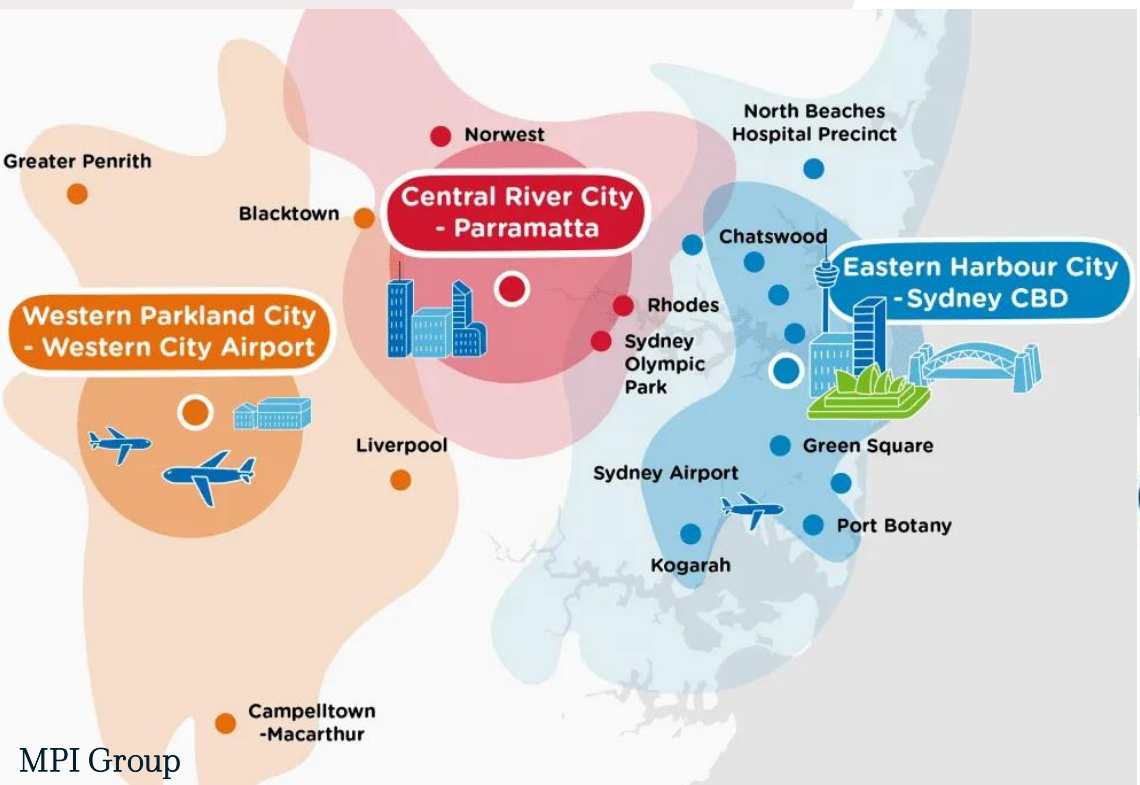 North Beaches
Hospital Precinct
Norwest
Greater Penrith
Central River City
- Parramatta
Blacktown
Chatswood
Eastern Harbour City
- Sydney CBD
Rhodes
Western Parkland City
- Western City Airport
Sydney
Olympic
Park
Liverpool
Green Square
Sydney Airport
Port Botany
Kogarah
Campelltown
-Macarthur
MPI Group